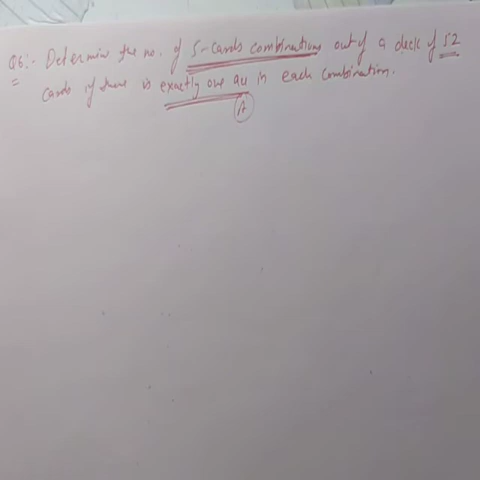 Q6:- Determine the no. of 5-cards combinations out of a deck of 52
cards if there is exactly one ace in each combination.
A